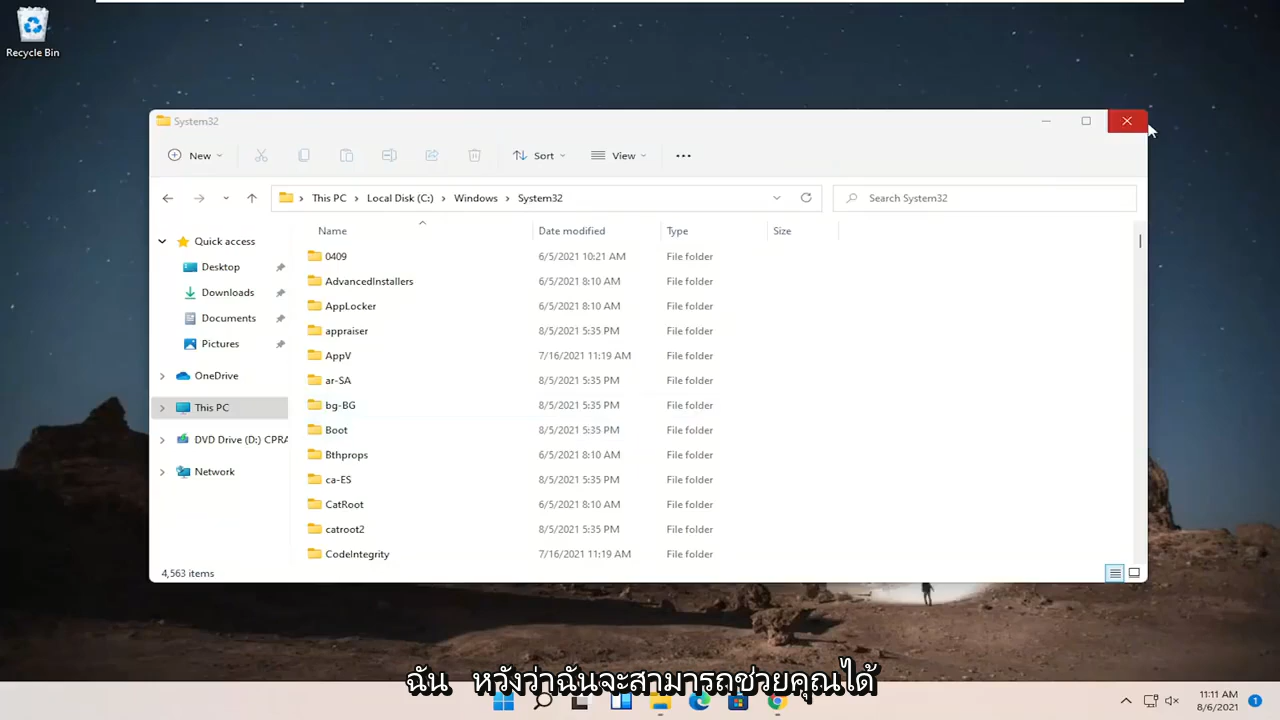 Recycle Bin
System32
New
Sort
View
This PC
Local Disk (C:)
Windows
System32
Search System32
Name
Date modified
Type
Size
Quick access
Desktop
Downloads
Documents
Pictures
OneDrive
This PC
DVD Drive (D:) CPRA
Network
0409 6/5/2021 10:21 AM File folder
AdvancedInstallers 6/5/2021 8:10 AM File folder
AppLocker 6/5/2021 8:10 AM File folder
appraiser 8/5/2021 5:35 PM File folder
AppV 7/16/2021 11:19 AM File folder
ar-SA 8/5/2021 5:35 PM File folder
bg-BG 8/5/2021 5:35 PM File folder
Boot 8/5/2021 5:35 PM File folder
Bthprops 6/5/2021 8:10 AM File folder
ca-ES 8/5/2021 5:35 PM File folder
CatRoot 6/5/2021 8:10 AM File folder
catroot2 8/5/2021 5:35 PM File folder
CodeIntegrity 7/16/2021 11:19 AM File folder
4,563 items
ฉัน หวังว่าฉันจะสามารถช่วยคุณได้
11:11 AM
8/6/2021
1